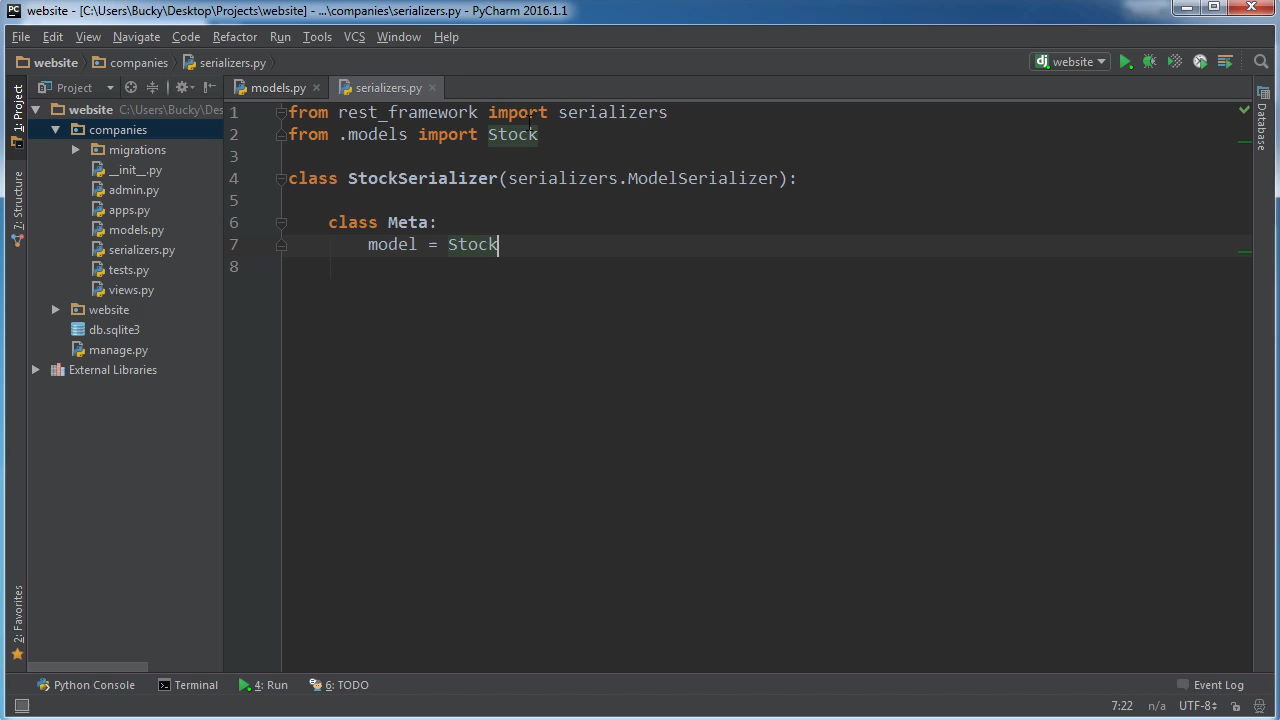 website - [C:\Users\Bucky\Desktop\Projects\website] - ...\companies\serializers.py - PyCharm 2016.1.1
File Edit View Navigate Code Refactor Run Tools VCS Window Help
website companies serializers.py
dj website
1: Project
7: Structure
2: Favorites
Project
models.py serializers.py
website C:\Users\Bucky\Des
companies
migrations
__init__.py
admin.py
apps.py
models.py
serializers.py
tests.py
views.py
website
db.sqlite3
manage.py
External Libraries
1 from rest_framework import serializers
2 from .models import Stock
3
4 class StockSerializer(serializers.ModelSerializer):
5
6 class Meta:
7 model = Stock
8
Database
Python Console Terminal 4: Run 6: TODO Event Log
7:22 n/a UTF-8